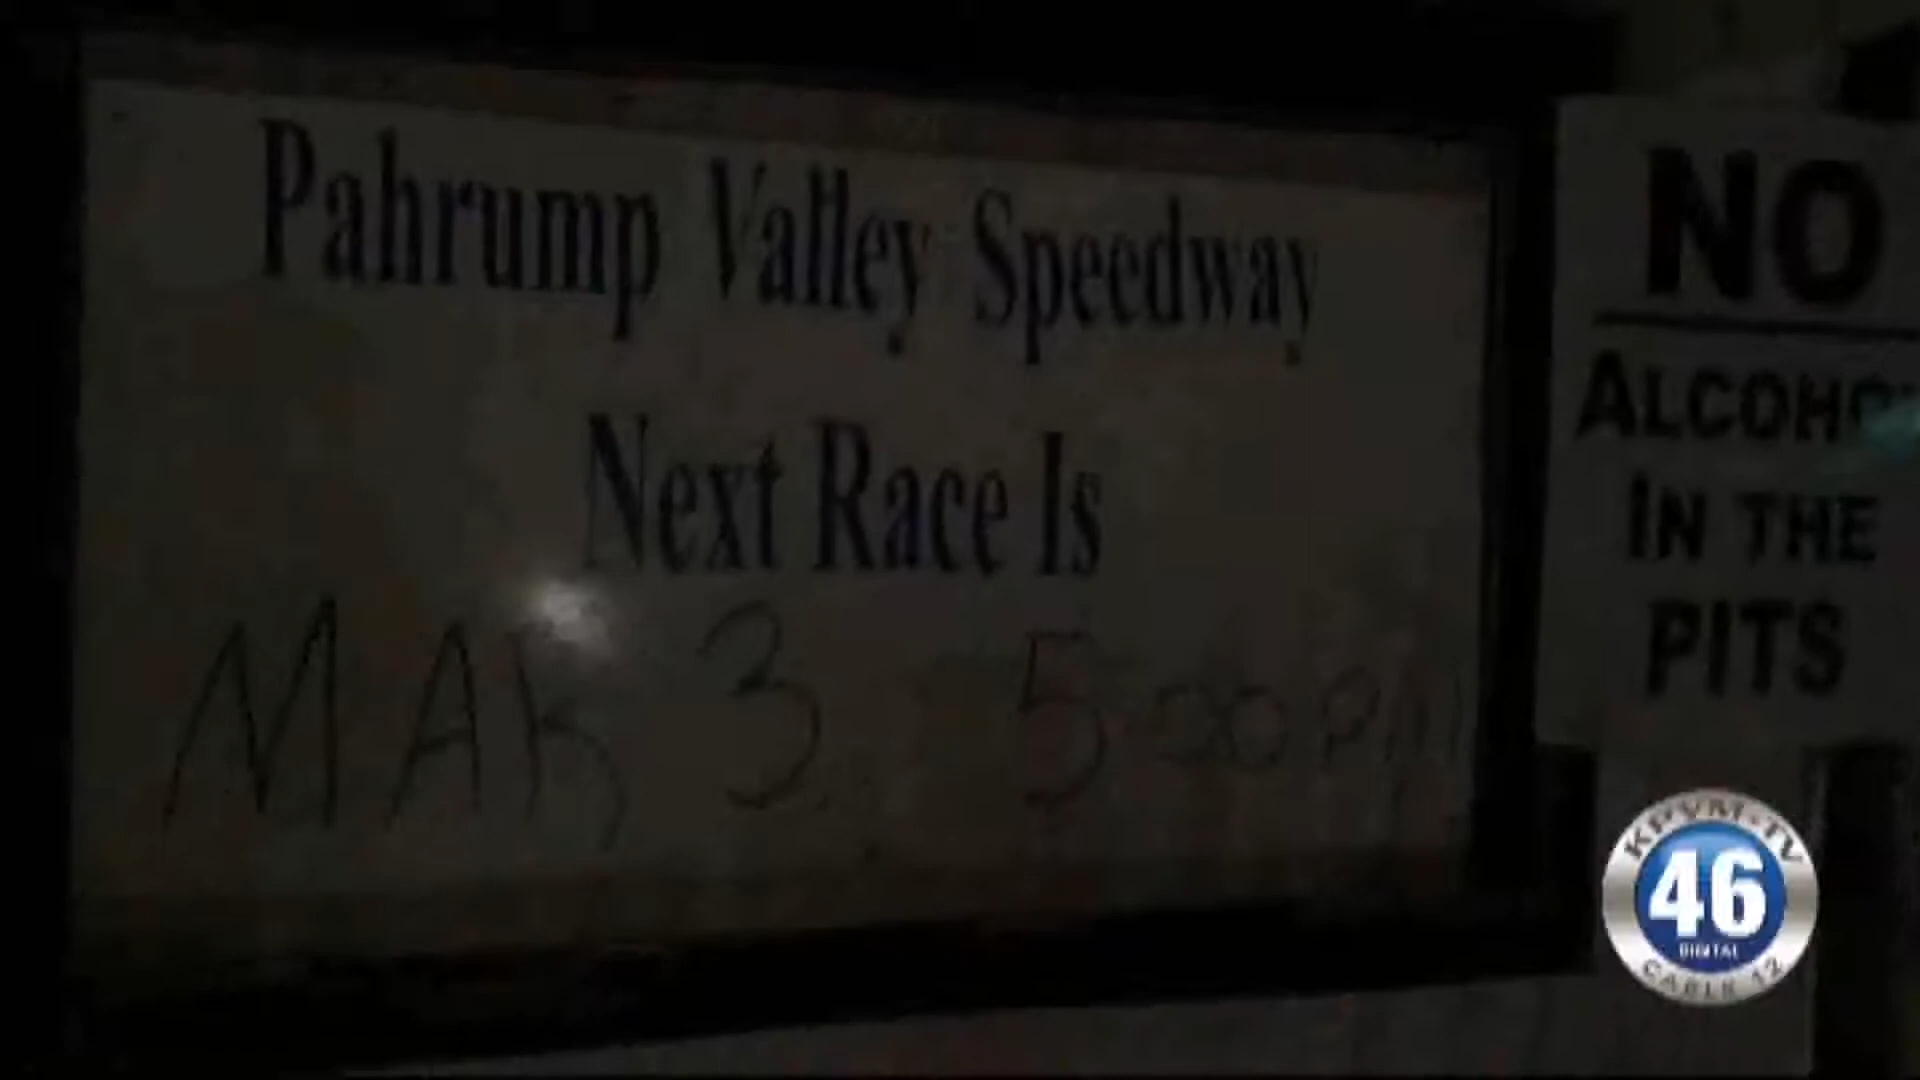 Pahrump Valley Speedway
Next Race Is
MAR 3 5:00 PM
NO
ALCOHO
IN THE
PITS
KPVM-TV
46
DIGITAL
CABLE 12